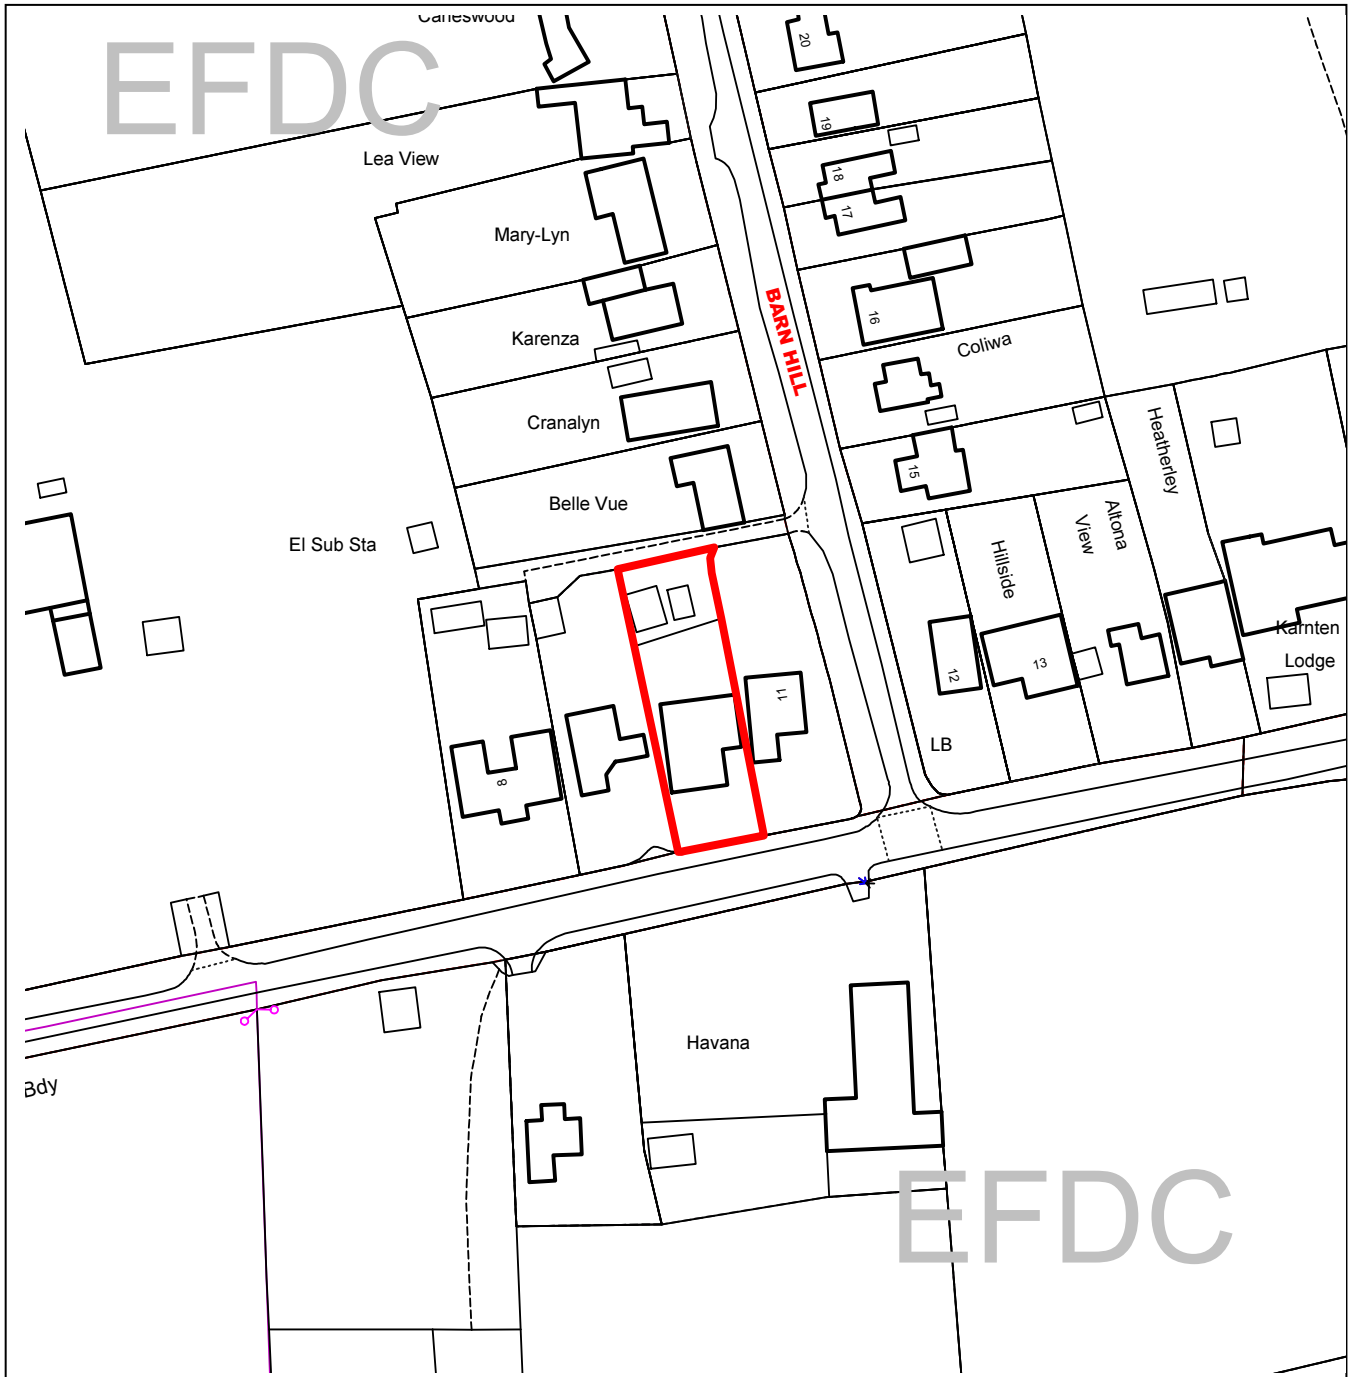 Carleswood
EFDC
20
19
Lea View
18
17
Mary-Lyn
BARN HILL
16
Karenza
Coliwa
Cranalyn
Heatherley
15
Belle Vue
Altona
View
El Sub Sta
Hillside
Karnten
Lodge
13
12
11
LB
8
Havana
Bdy
EFDC